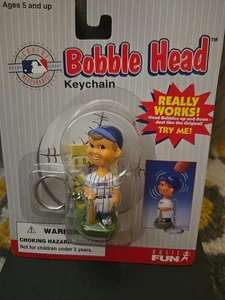 Ages 5 and up
Bobble Head™
Keychain
REALLY
WORKS!
Head Bobbles up and down
Just like the Original!
TRY ME!
WARNING:
CHOKING HAZARD
Not for children under 3 years.
BASIC
FUN